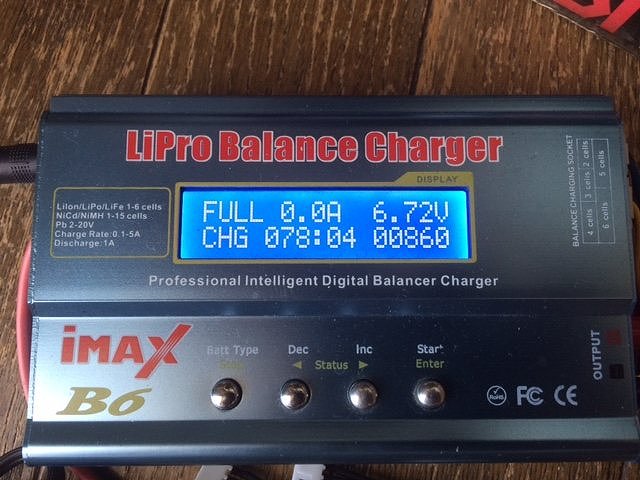 LiPro Balance Charger
DISPLAY
LiIon/LiPo/LiFe 1-6 cells
NiCd/NiMH 1-15 cells
Pb 2-20V
Charge Rate:0.1-5A
Discharge:1A
FULL 0.0A 6.72V
CHG 078:04 00860
BALANCE CHARGING SOCKET
2 cells
3 cells
4 cells
5 cells
6 cells
Professional Intelligent Digital Balancer Charger
iMAX
B6
Batt Type
Dec
Inc
Start
Stop
◄ Status ►
Enter
RoHS
FC
CE
OUTPUT